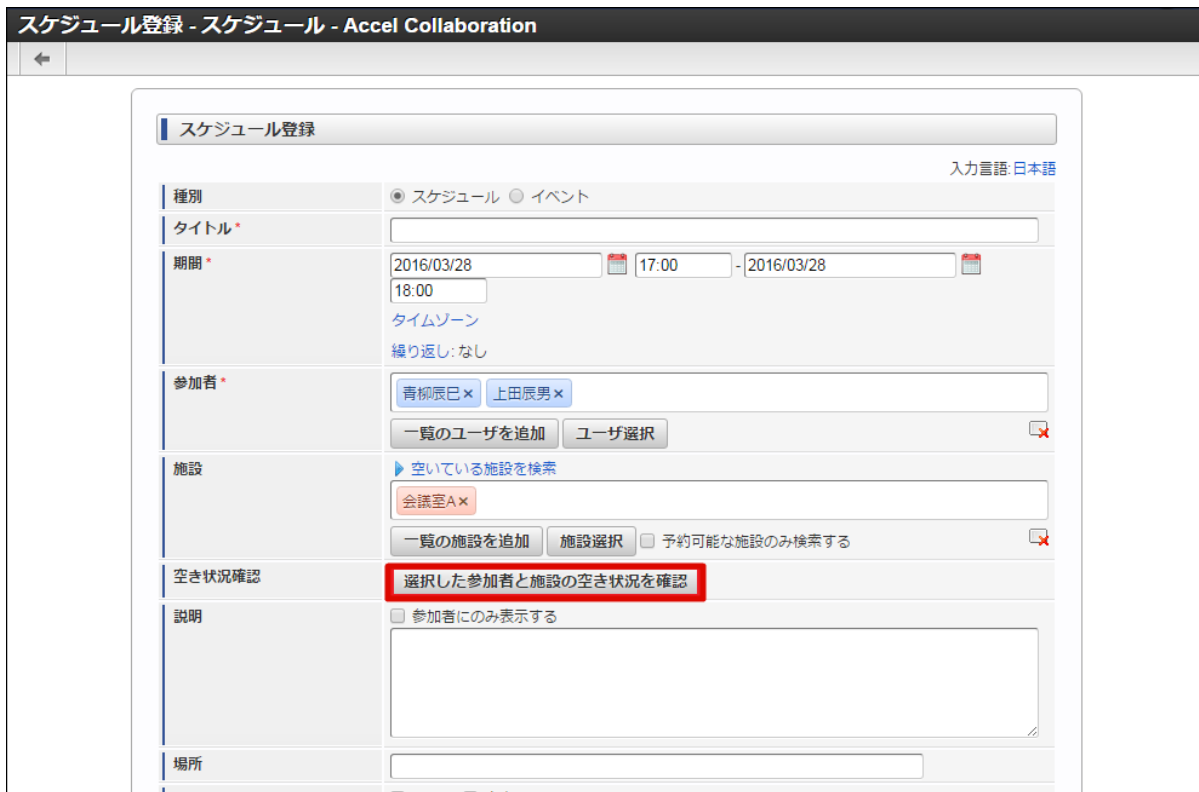 スケジュール登録 - スケジュール - Accel Collaboration
スケジュール登録
入力言語:日本語
種別 スケジュール イベント
タイトル*
期間* 2016/03/28 17:00 - 2016/03/28
18:00
タイムゾーン
繰り返し: なし
参加者* 青柳辰巳× 上田辰男×
一覧のユーザを追加 ユーザ選択
施設 空いている施設を検索
会議室A×
一覧の施設を追加 施設選択 予約可能な施設のみ検索する
空き状況確認 選択した参加者と施設の空き状況を確認
説明 参加者にのみ表示する
場所